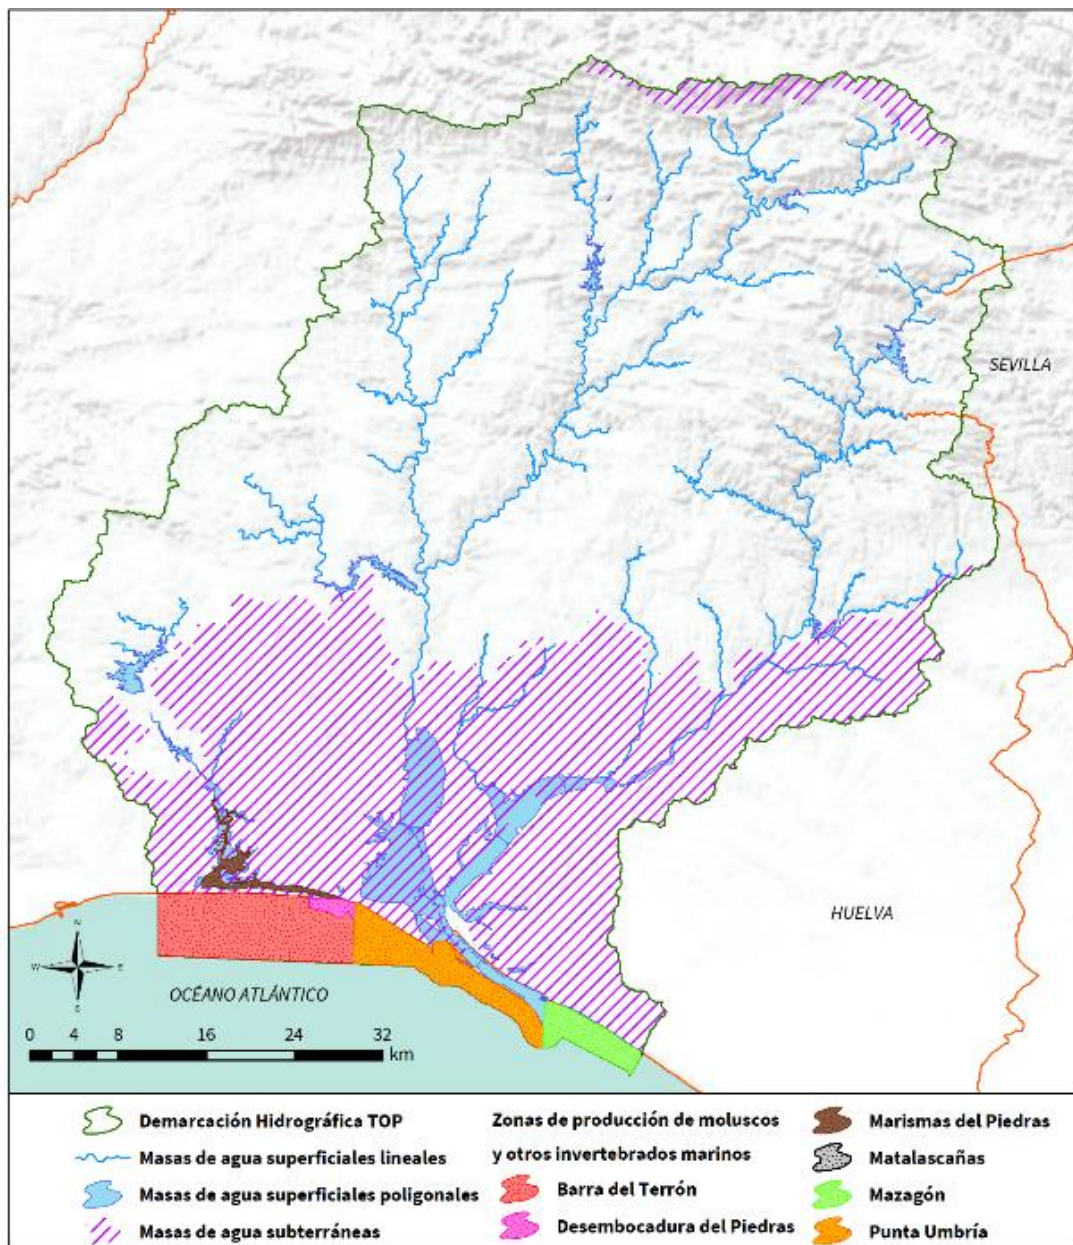 SEVILLA
HUELVA
N
W E
S
OCÉANO ATLÁNTICO
0 4 8 16 24 32
km
Demarcación Hidrográfica TOP
Masas de agua superficiales lineales
Masas de agua superficiales poligonales
Masas de agua subterráneas
Zonas de producción de moluscos
y otros invertebrados marinos
Barra del Terrón
Desembocadura del Piedras
Marismas del Piedras
Matalascañas
Mazagón
Punta Umbría